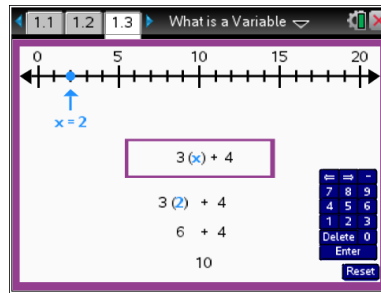 1.1 1.2 1.3 What is a Variable
0 5 10 15 20
x = 2
3 (x) + 4
3 (2) + 4
6 + 4
10
⇐ ⇒ -
7 8 9
4 5 6
1 2 3
Delete 0
Enter
Reset